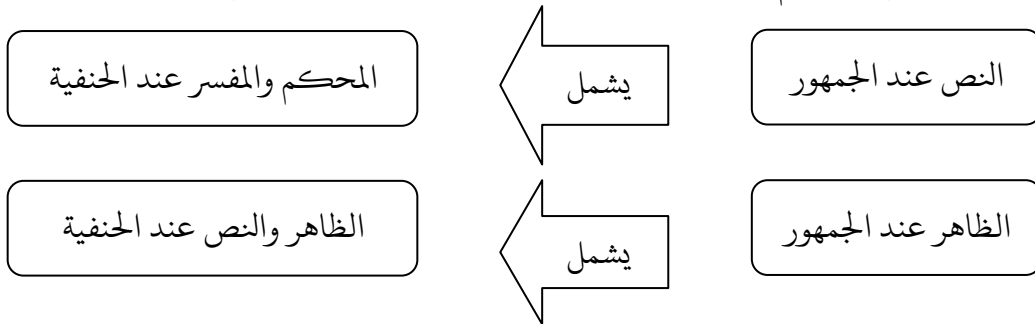 النص عند الجمهور
يشمل
المحكم والمفسر عند الحنفية
الظاهر عند الجمهور
يشمل
الظاهر والنص عند الحنفية